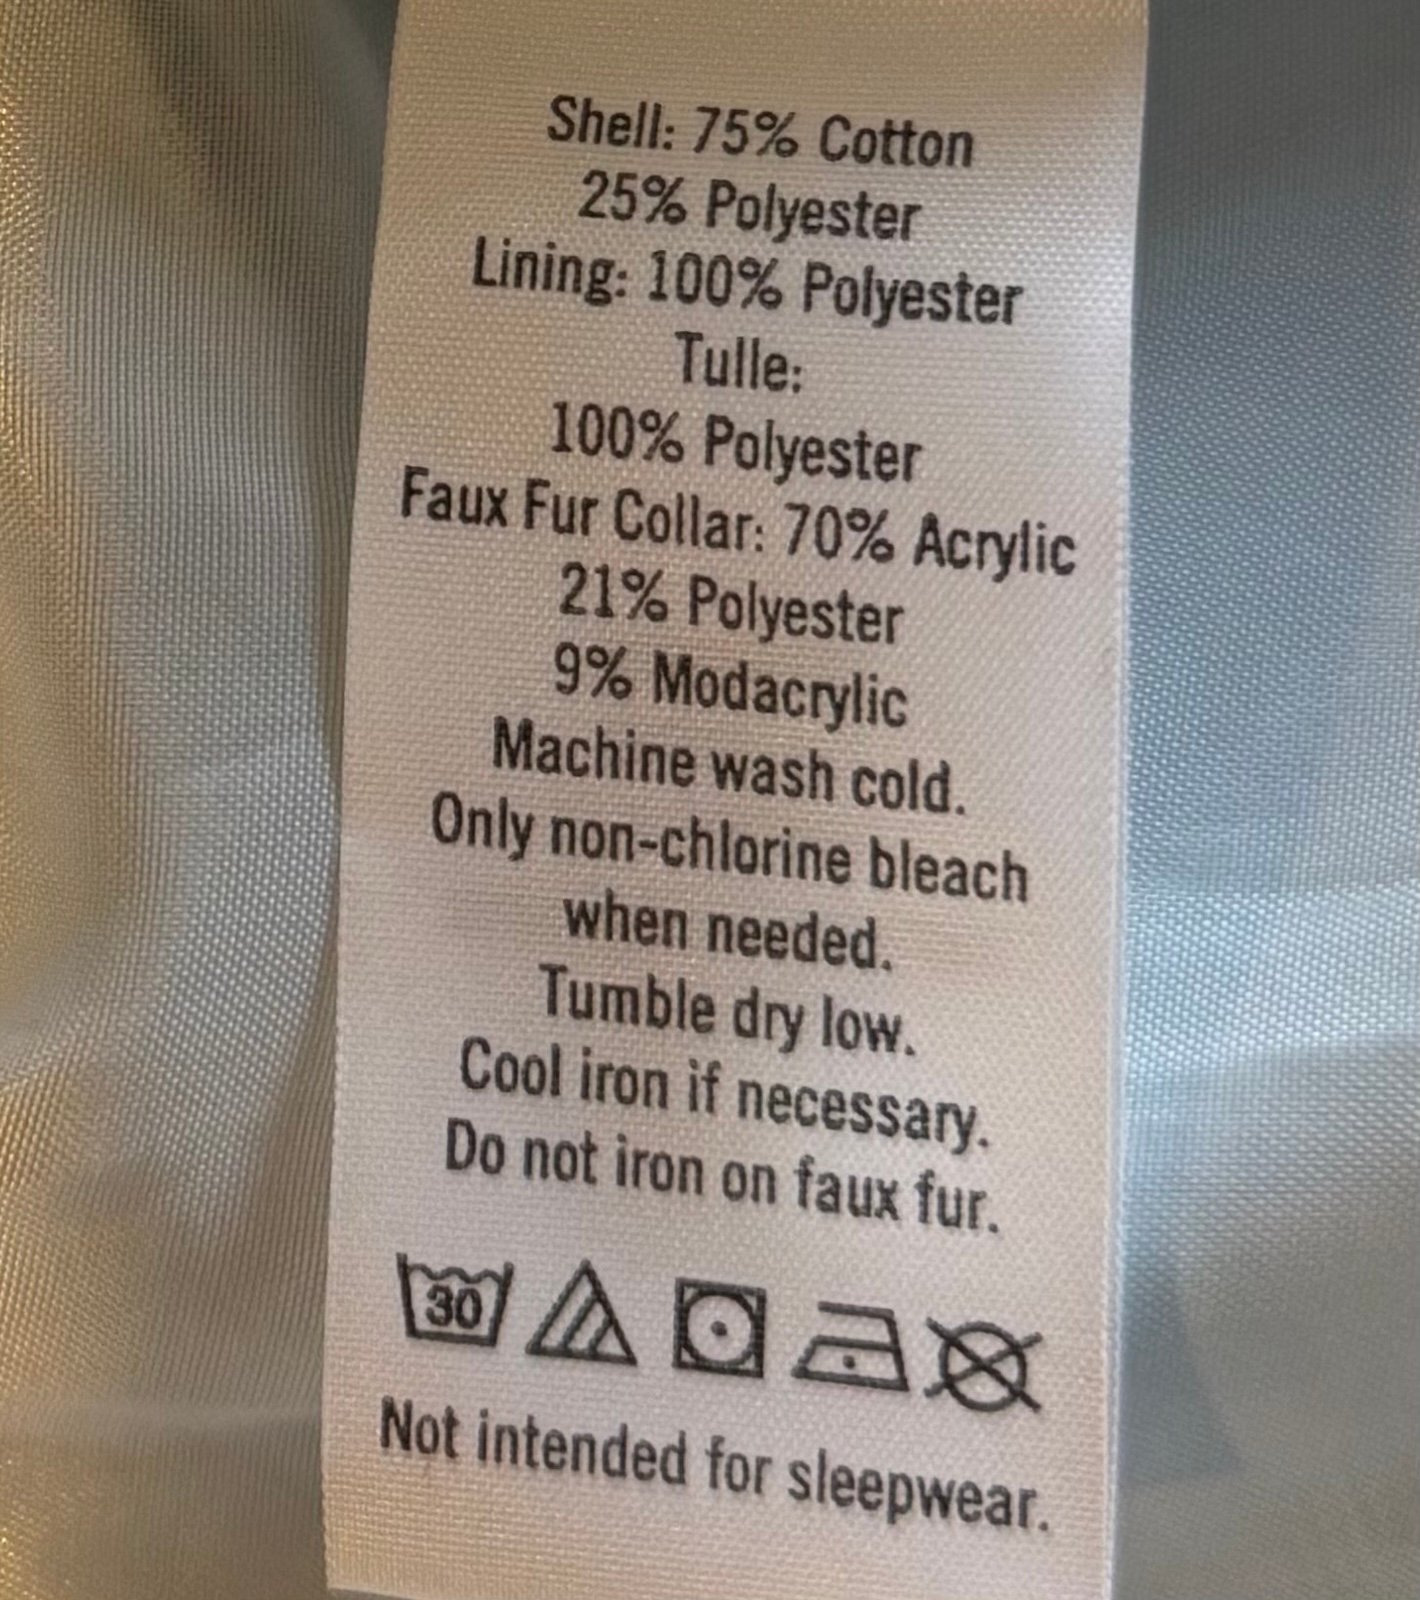 Shell: 75% Cotton
25% Polyester
Lining: 100% Polyester
Tulle:
100% Polyester
Faux Fur Collar: 70% Acrylic
21% Polyester
9% Modacrylic
Machine wash cold.
Only non-chlorine bleach
when needed.
Tumble dry low.
Cool iron if necessary.
Do not iron on faux fur.
30
Not intended for sleepwear.